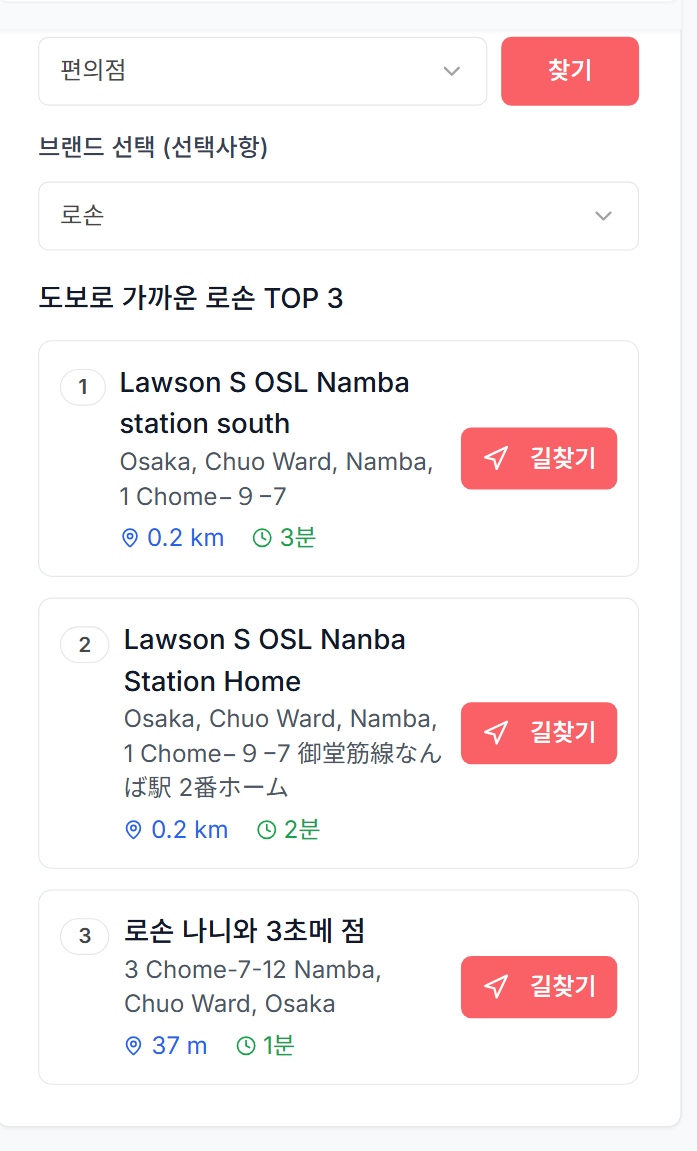 편의점
찾기
브랜드 선택 (선택사항)
로손
도보로 가까운 로손 TOP 3
1
Lawson S OSL Namba
station south
Osaka, Chuo Ward, Namba,
1 Chome−９−7
0.2 km
3분
길찾기
2
Lawson S OSL Nanba
Station Home
Osaka, Chuo Ward, Namba,
1 Chome−９−7 御堂筋線なん
ば駅 2番ホーム
0.2 km
2분
길찾기
3
로손 나니와 3초메 점
3 Chome-7-12 Namba,
Chuo Ward, Osaka
37 m
1분
길찾기